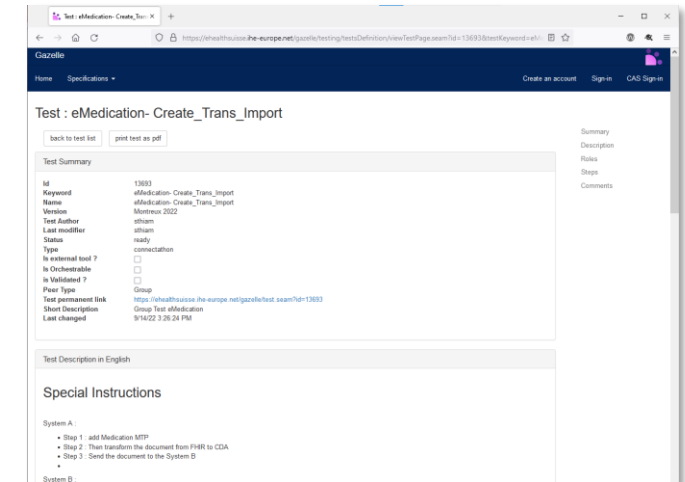 Test : eMedication- Create_Tran
https://ehealthsuisse.ihe-europe.net/gazelle/testing/testsDefinition/viewTestPage.seam?id=13693&testKeyword=eM
Gazelle
Home Specifications Create an account Sign-in CAS Sign-in
Test : eMedication- Create_Trans_Import
back to test list print test as pdf
Summary
Description
Roles
Steps
Comments
Test Summary
Id 13693
Keyword eMedication- Create_Trans_Import
Name eMedication- Create_Trans_Import
Version Montreux 2022
Test Author sthiam
Last modifier sthiam
Status ready
Type connectathon
Is external tool ?
Is Orchestrable
is Validated ?
Peer Type Group
Test permanent link https://ehealthsuisse.ihe-europe.net/gazelle/test.seam?id=13693
Short Description Group Test eMedication
Last changed 9/14/22 3:26:24 PM
Test Description in English
Special Instructions
System A :
• Step 1 : add Medication MTP
• Step 2 : Then transform the document from FHIR to CDA
• Step 3 : Send the document to the System B
•
System B :